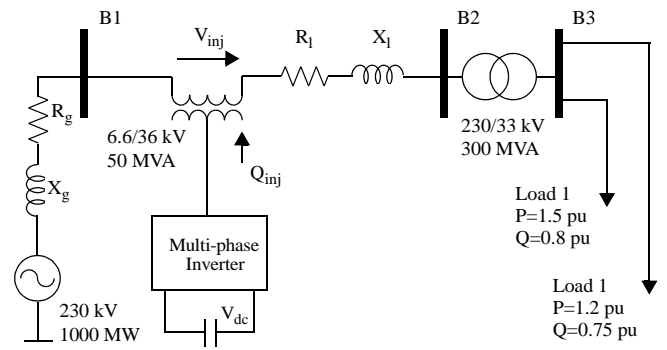 B1
V_inj
R_l
X_l
B2
B3
R_g
X_g
6.6/36 kV
50 MVA
Q_inj
230/33 kV
300 MVA
Load 1
P=1.5 pu
Q=0.8 pu
Multi-phase
Inverter
V_dc
230 kV
1000 MW
Load 1
P=1.2 pu
Q=0.75 pu